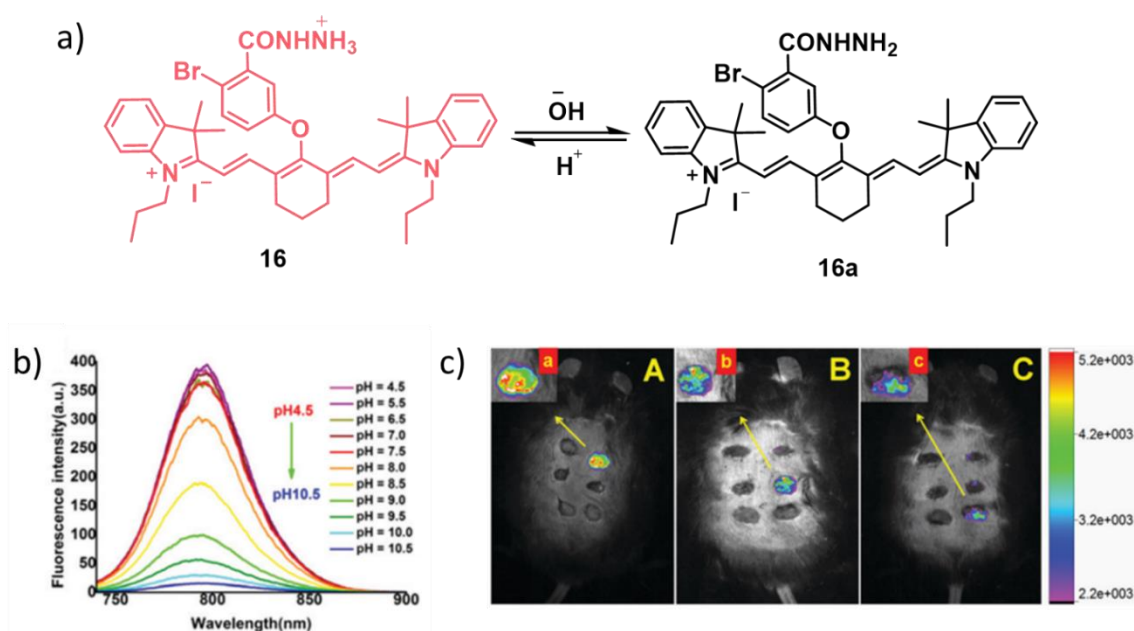 a)
CONHNH₃⁺
Br
O
N⁺
I⁻
N
16
⁻OH
H⁺
CONHNH₂
Br
O
N⁺
I⁻
N
16a
b)
Fluorescence intensity(a.u.)
400
350
300
250
200
150
100
50
0
750
800
850
900
Wavelength(nm)
pH4.5
pH10.5
pH = 4.5
pH = 5.5
pH = 6.5
pH = 7.0
pH = 7.5
pH = 8.0
pH = 8.5
pH = 9.0
pH = 9.5
pH = 10.0
pH = 10.5
c)
a
A
b
B
c
C
5.2e+003
4.2e+003
3.2e+003
2.2e+003